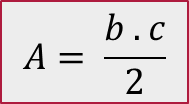 A = b . c / 2